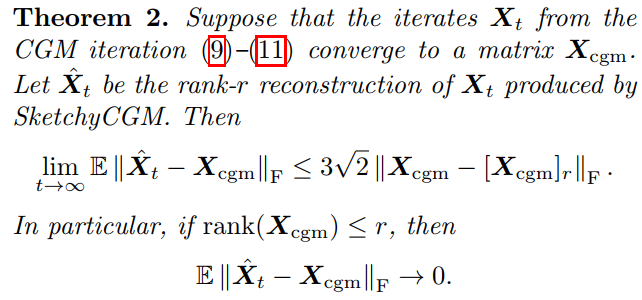 Theorem 2. Suppose that the iterates X_t from the
CGM iteration (9)–(11) converge to a matrix X_cgm.
Let X̂_t be the rank-r reconstruction of X_t produced by
SketchyCGM. Then
lim_{t→∞} 𝔼 ‖X̂_t − X_cgm‖_F ≤ 3√2 ‖X_cgm − [X_cgm]_r‖_F .
In particular, if rank(X_cgm) ≤ r, then
𝔼 ‖X̂_t − X_cgm‖_F → 0.